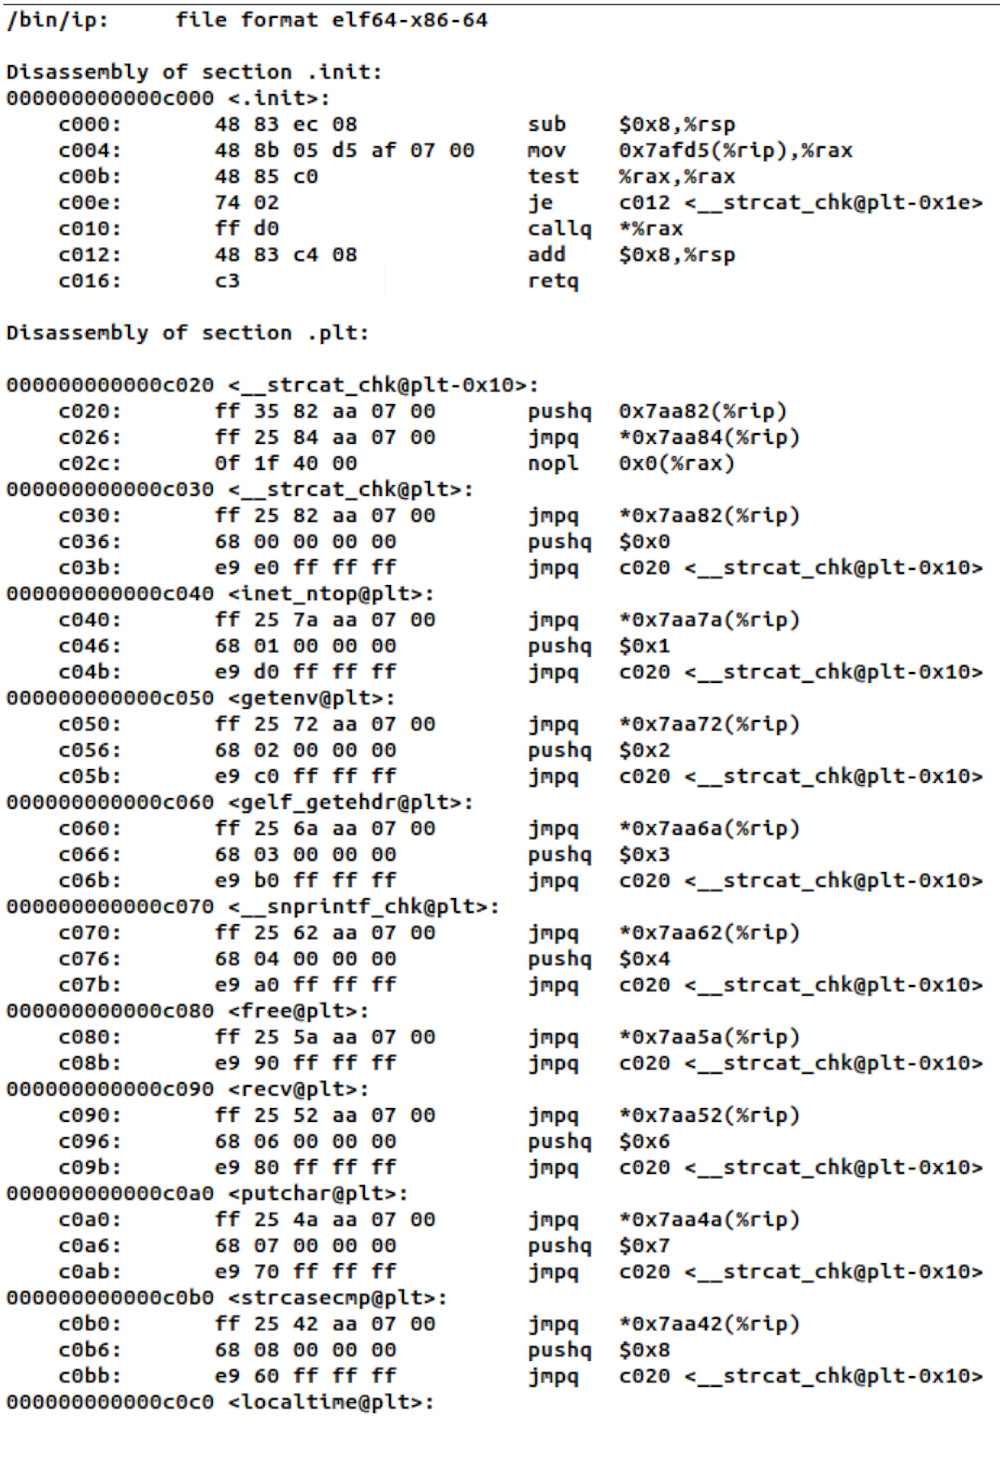 /bin/ip:     file format elf64-x86-64
Disassembly of section .init:
000000000000c000 <.init>:
    c000:       48 83 ec 08             sub    $0x8,%rsp
    c004:       48 8b 05 d5 af 07 00    mov    0x7afd5(%rip),%rax
    c00b:       48 85 c0                test   %rax,%rax
    c00e:       74 02                   je     c012 <__strcat_chk@plt-0x1e>
    c010:       ff d0                   callq  *%rax
    c012:       48 83 c4 08             add    $0x8,%rsp
    c016:       c3                      retq
Disassembly of section .plt:
000000000000c020 <__strcat_chk@plt-0x10>:
    c020:       ff 35 82 aa 07 00       pushq  0x7aa82(%rip)
    c026:       ff 25 84 aa 07 00       jmpq   *0x7aa84(%rip)
    c02c:       0f 1f 40 00             nopl   0x0(%rax)
000000000000c030 <__strcat_chk@plt>:
    c030:       ff 25 82 aa 07 00       jmpq   *0x7aa82(%rip)
    c036:       68 00 00 00 00          pushq  $0x0
    c03b:       e9 e0 ff ff ff          jmpq   c020 <__strcat_chk@plt-0x10>
000000000000c040 <inet_ntop@plt>:
    c040:       ff 25 7a aa 07 00       jmpq   *0x7aa7a(%rip)
    c046:       68 01 00 00 00          pushq  $0x1
    c04b:       e9 d0 ff ff ff          jmpq   c020 <__strcat_chk@plt-0x10>
000000000000c050 <getenv@plt>:
    c050:       ff 25 72 aa 07 00       jmpq   *0x7aa72(%rip)
    c056:       68 02 00 00 00          pushq  $0x2
    c05b:       e9 c0 ff ff ff          jmpq   c020 <__strcat_chk@plt-0x10>
000000000000c060 <gelf_getehdr@plt>:
    c060:       ff 25 6a aa 07 00       jmpq   *0x7aa6a(%rip)
    c066:       68 03 00 00 00          pushq  $0x3
    c06b:       e9 b0 ff ff ff          jmpq   c020 <__strcat_chk@plt-0x10>
000000000000c070 <__snprintf_chk@plt>:
    c070:       ff 25 62 aa 07 00       jmpq   *0x7aa62(%rip)
    c076:       68 04 00 00 00          pushq  $0x4
    c07b:       e9 a0 ff ff ff          jmpq   c020 <__strcat_chk@plt-0x10>
000000000000c080 <free@plt>:
    c080:       ff 25 5a aa 07 00       jmpq   *0x7aa5a(%rip)
    c08b:       e9 90 ff ff ff          jmpq   c020 <__strcat_chk@plt-0x10>
000000000000c090 <recv@plt>:
    c090:       ff 25 52 aa 07 00       jmpq   *0x7aa52(%rip)
    c096:       68 06 00 00 00          pushq  $0x6
    c09b:       e9 80 ff ff ff          jmpq   c020 <__strcat_chk@plt-0x10>
000000000000c0a0 <putchar@plt>:
    c0a0:       ff 25 4a aa 07 00       jmpq   *0x7aa4a(%rip)
    c0a6:       68 07 00 00 00          pushq  $0x7
    c0ab:       e9 70 ff ff ff          jmpq   c020 <__strcat_chk@plt-0x10>
000000000000c0b0 <strcasecmp@plt>:
    c0b0:       ff 25 42 aa 07 00       jmpq   *0x7aa42(%rip)
    c0b6:       68 08 00 00 00          pushq  $0x8
    c0bb:       e9 60 ff ff ff          jmpq   c020 <__strcat_chk@plt-0x10>
000000000000c0c0 <localtime@plt>: